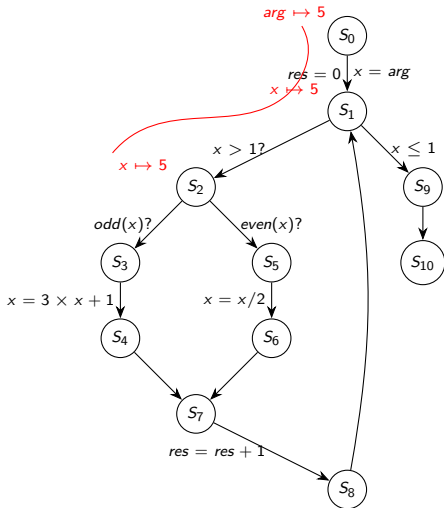 arg ↦ 5
S₀
res = 0
x = arg
x ↦ 5
S₁
x > 1?
x ≤ 1
x ↦ 5
S₂
S₉
odd(x)?
even(x)?
S₃
S₅
S₁₀
x = 3 × x + 1
x = x/2
S₄
S₆
S₇
res = res + 1
S₈